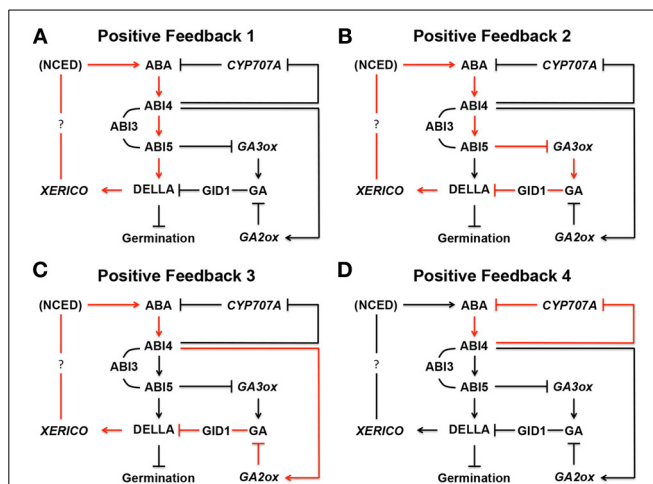 A Positive Feedback 1
(NCED) ABA CYP707A
ABI4
ABI3
? ABI5 GA3ox
XERICO DELLA GID1 GA
Germination GA2ox
B Positive Feedback 2
(NCED) ABA CYP707A
ABI4
ABI3
? ABI5 GA3ox
XERICO DELLA GID1 GA
Germination GA2ox
C Positive Feedback 3
(NCED) ABA CYP707A
ABI4
ABI3
? ABI5 GA3ox
XERICO DELLA GID1 GA
Germination GA2ox
D Positive Feedback 4
(NCED) ABA CYP707A
ABI4
ABI3
? ABI5 GA3ox
XERICO DELLA GID1 GA
Germination GA2ox